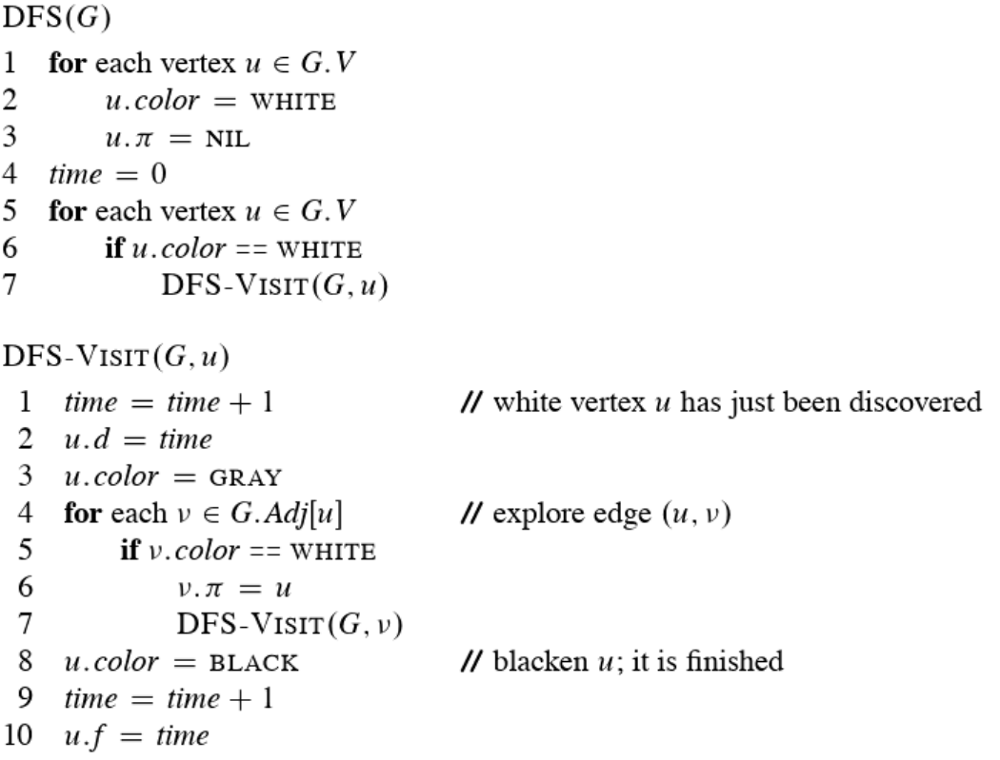 DFS(G)
1 for each vertex u ∈ G.V
2 u.color = WHITE
3 u.π = NIL
4 time = 0
5 for each vertex u ∈ G.V
6 if u.color == WHITE
7 DFS-VISIT(G, u)
DFS-VISIT(G, u)
1 time = time + 1 // white vertex u has just been discovered
2 u.d = time
3 u.color = GRAY
4 for each ν ∈ G.Adj[u] // explore edge (u, ν)
5 if ν.color == WHITE
6 ν.π = u
7 DFS-VISIT(G, ν)
8 u.color = BLACK // blacken u; it is finished
9 time = time + 1
10 u.f = time